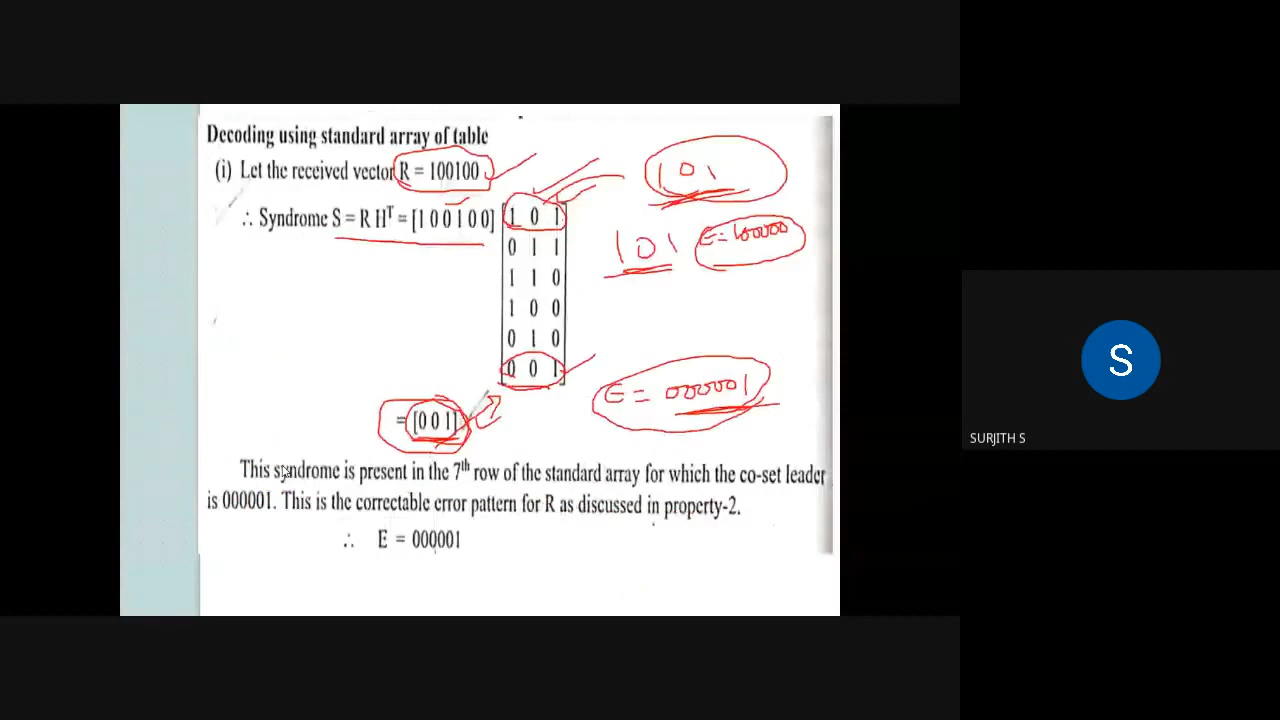 Decoding using standard array of table
(i) Let the received vector R = 100100
101
∴ Syndrome S = R Hᵀ = [1 0 0 1 0 0] [1 0 1
0 1 1
1 1 0
1 0 0
0 1 0
0 0 1]
101 E = 100000
E = 000001
= [0 0 1]
This syndrome is present in the 7th row of the standard array for which the co-set leader
is 000001. This is the correctable error pattern for R as discussed in property-2.
∴ E = 000001
S
SURJITH S